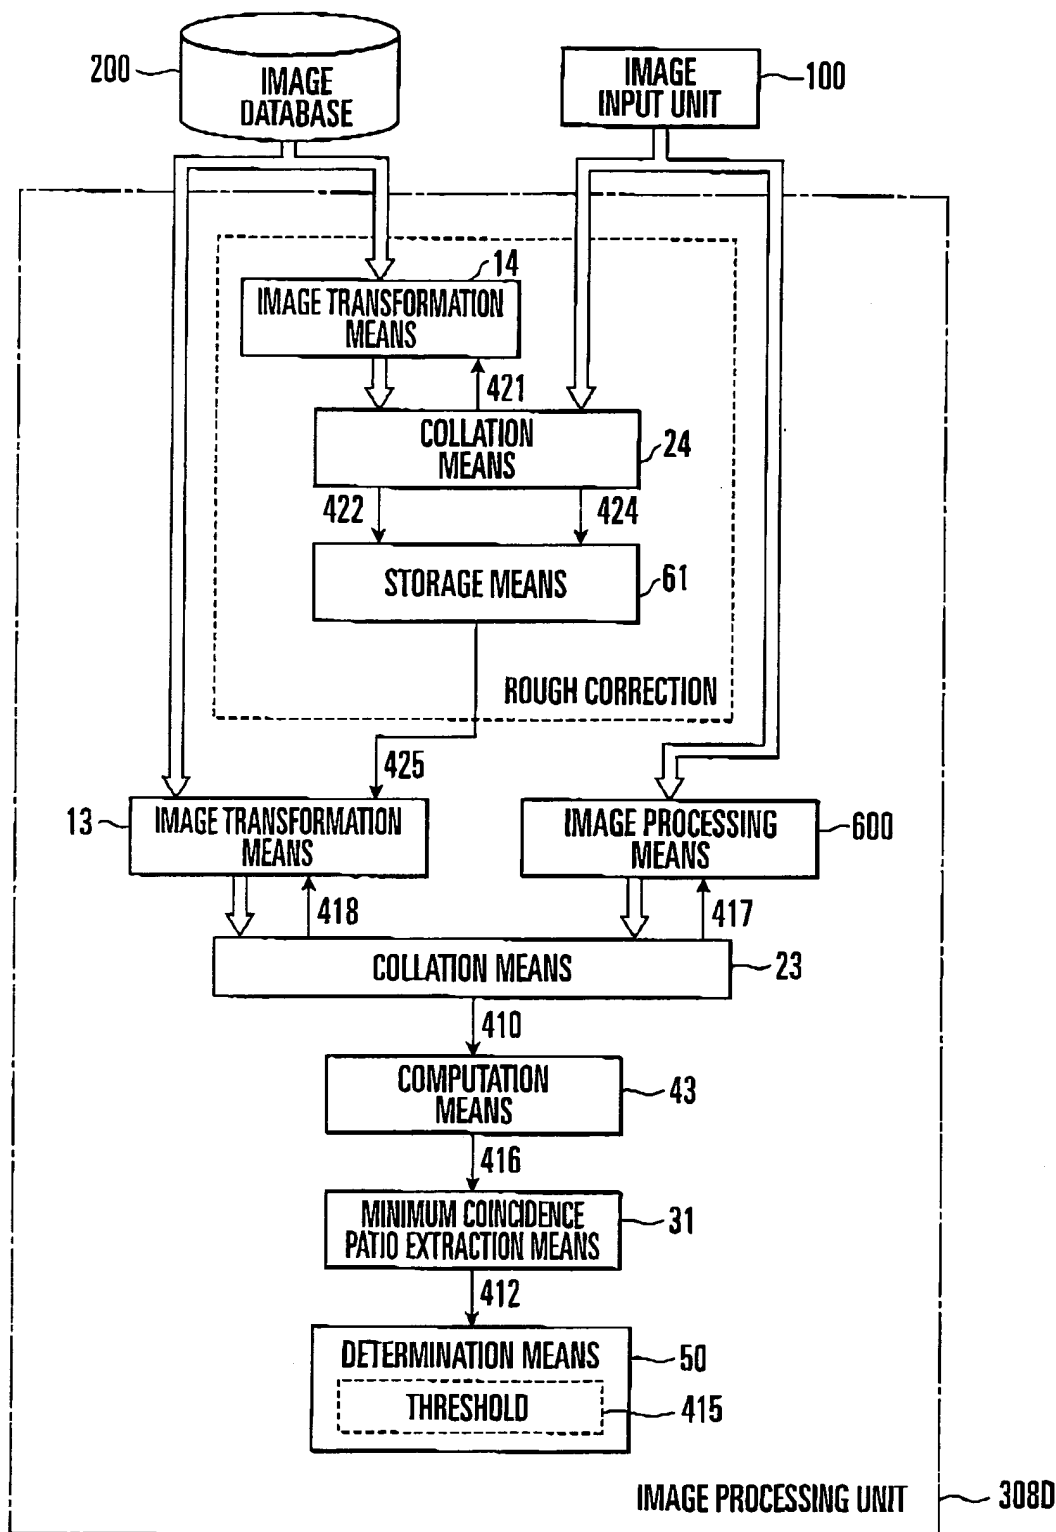 200
IMAGE
DATABASE
IMAGE
INPUT UNIT
100
14
IMAGE TRANSFORMATION
MEANS
421
COLLATION
MEANS
24
422
424
STORAGE MEANS
61
ROUGH CORRECTION
425
13
IMAGE TRANSFORMATION
MEANS
IMAGE PROCESSING
MEANS
600
418
417
COLLATION MEANS
23
410
COMPUTATION
MEANS
43
416
MINIMUM COINCIDENCE
PATIO EXTRACTION MEANS
31
412
DETERMINATION MEANS
50
THRESHOLD
415
IMAGE PROCESSING UNIT
308D